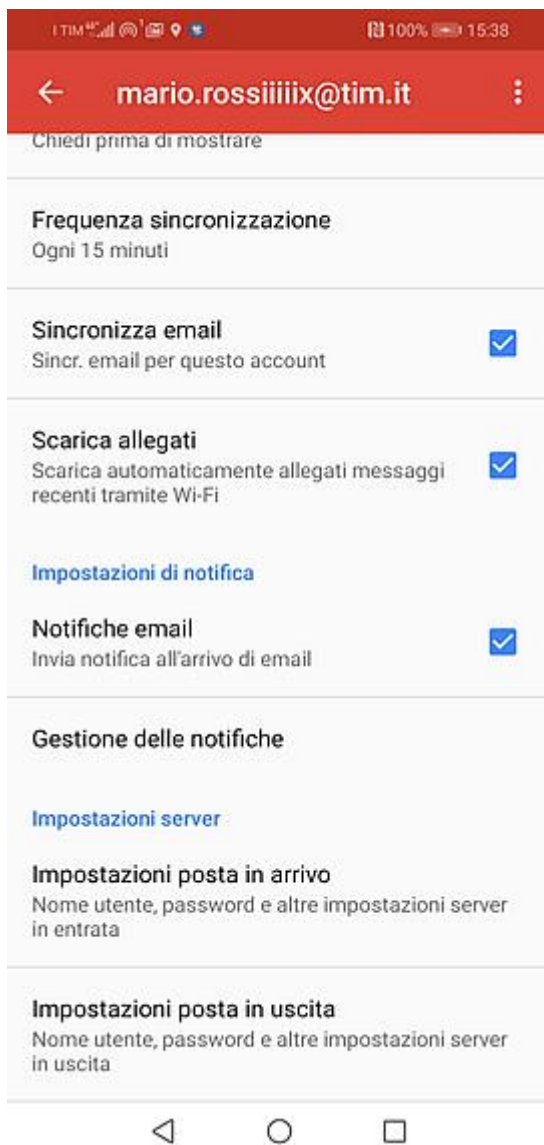 TIM 100% 15:38
mario.rossiiiiix@tim.it
Chiedi prima di mostrare
Frequenza sincronizzazione
Ogni 15 minuti
Sincronizza email
Sincr. email per questo account
Scarica allegati
Scarica automaticamente allegati messaggi
recenti tramite Wi-Fi
Impostazioni di notifica
Notifiche email
Invia notifica all'arrivo di email
Gestione delle notifiche
Impostazioni server
Impostazioni posta in arrivo
Nome utente, password e altre impostazioni server
in entrata
Impostazioni posta in uscita
Nome utente, password e altre impostazioni server
in uscita